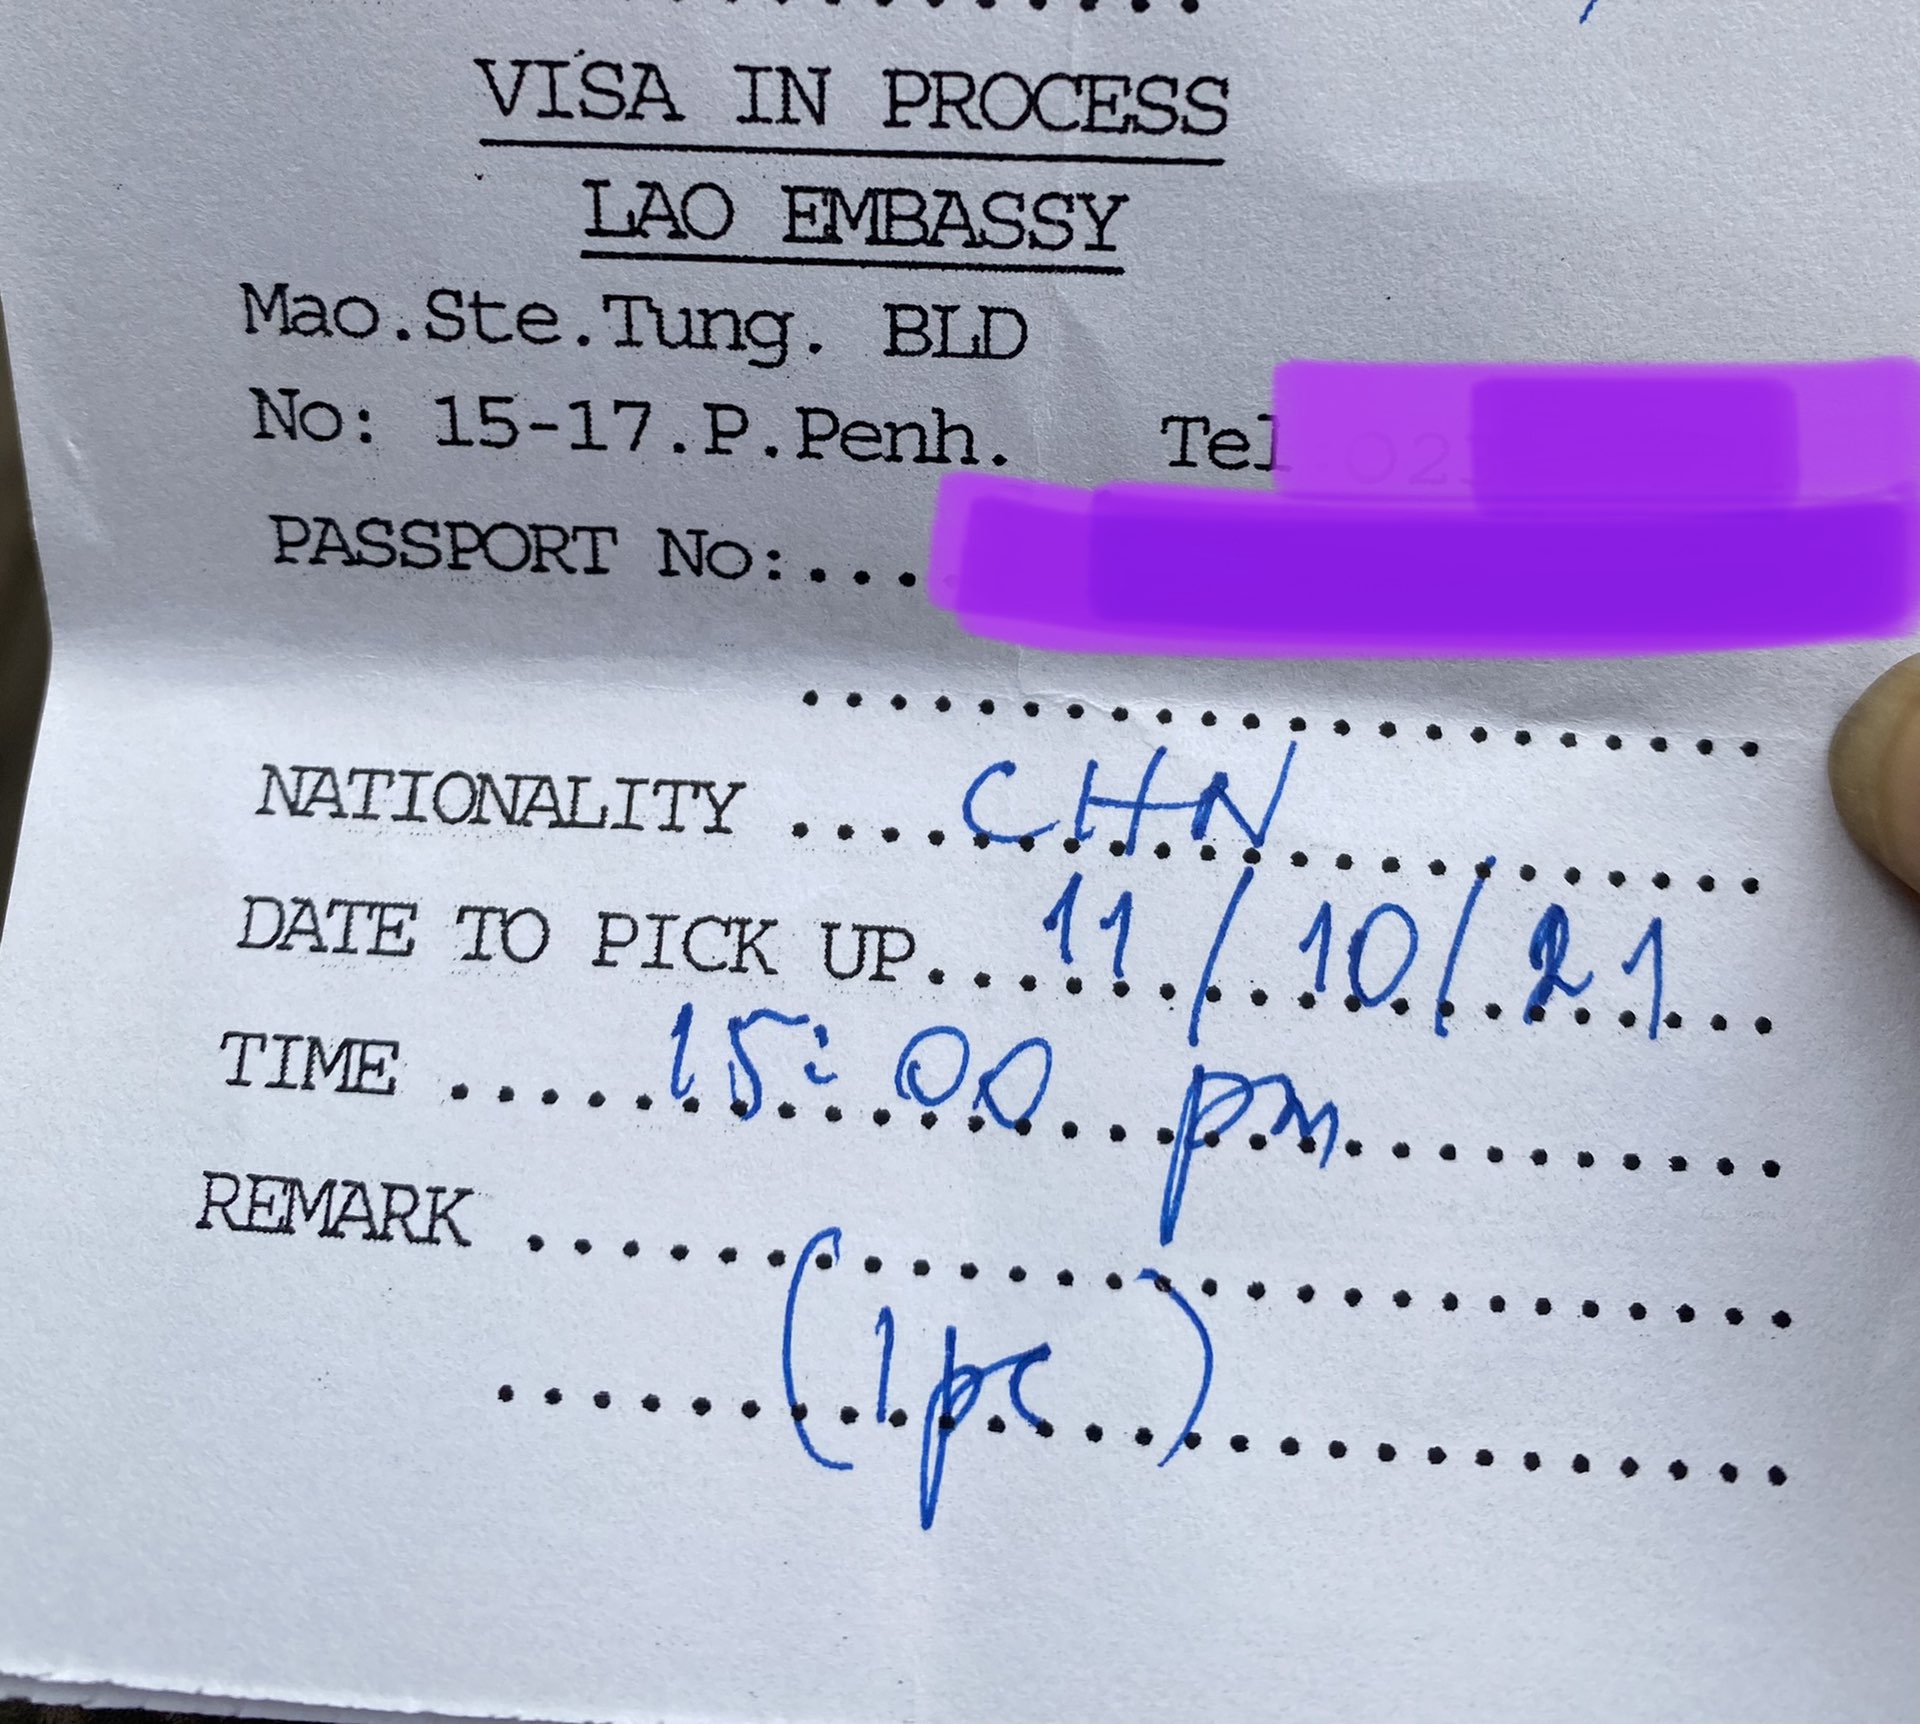 VISA IN PROCESS
LAO EMBASSY
Mao.Ste.Tung. BLD
No: 15-17.P.Penh. Tel
PASSPORT No:....
......................
NATIONALITY ....CHN...........
DATE TO PICK UP....11/10/21
TIME .....15:00 pm..........
REMARK ...........................
......(1pc).............